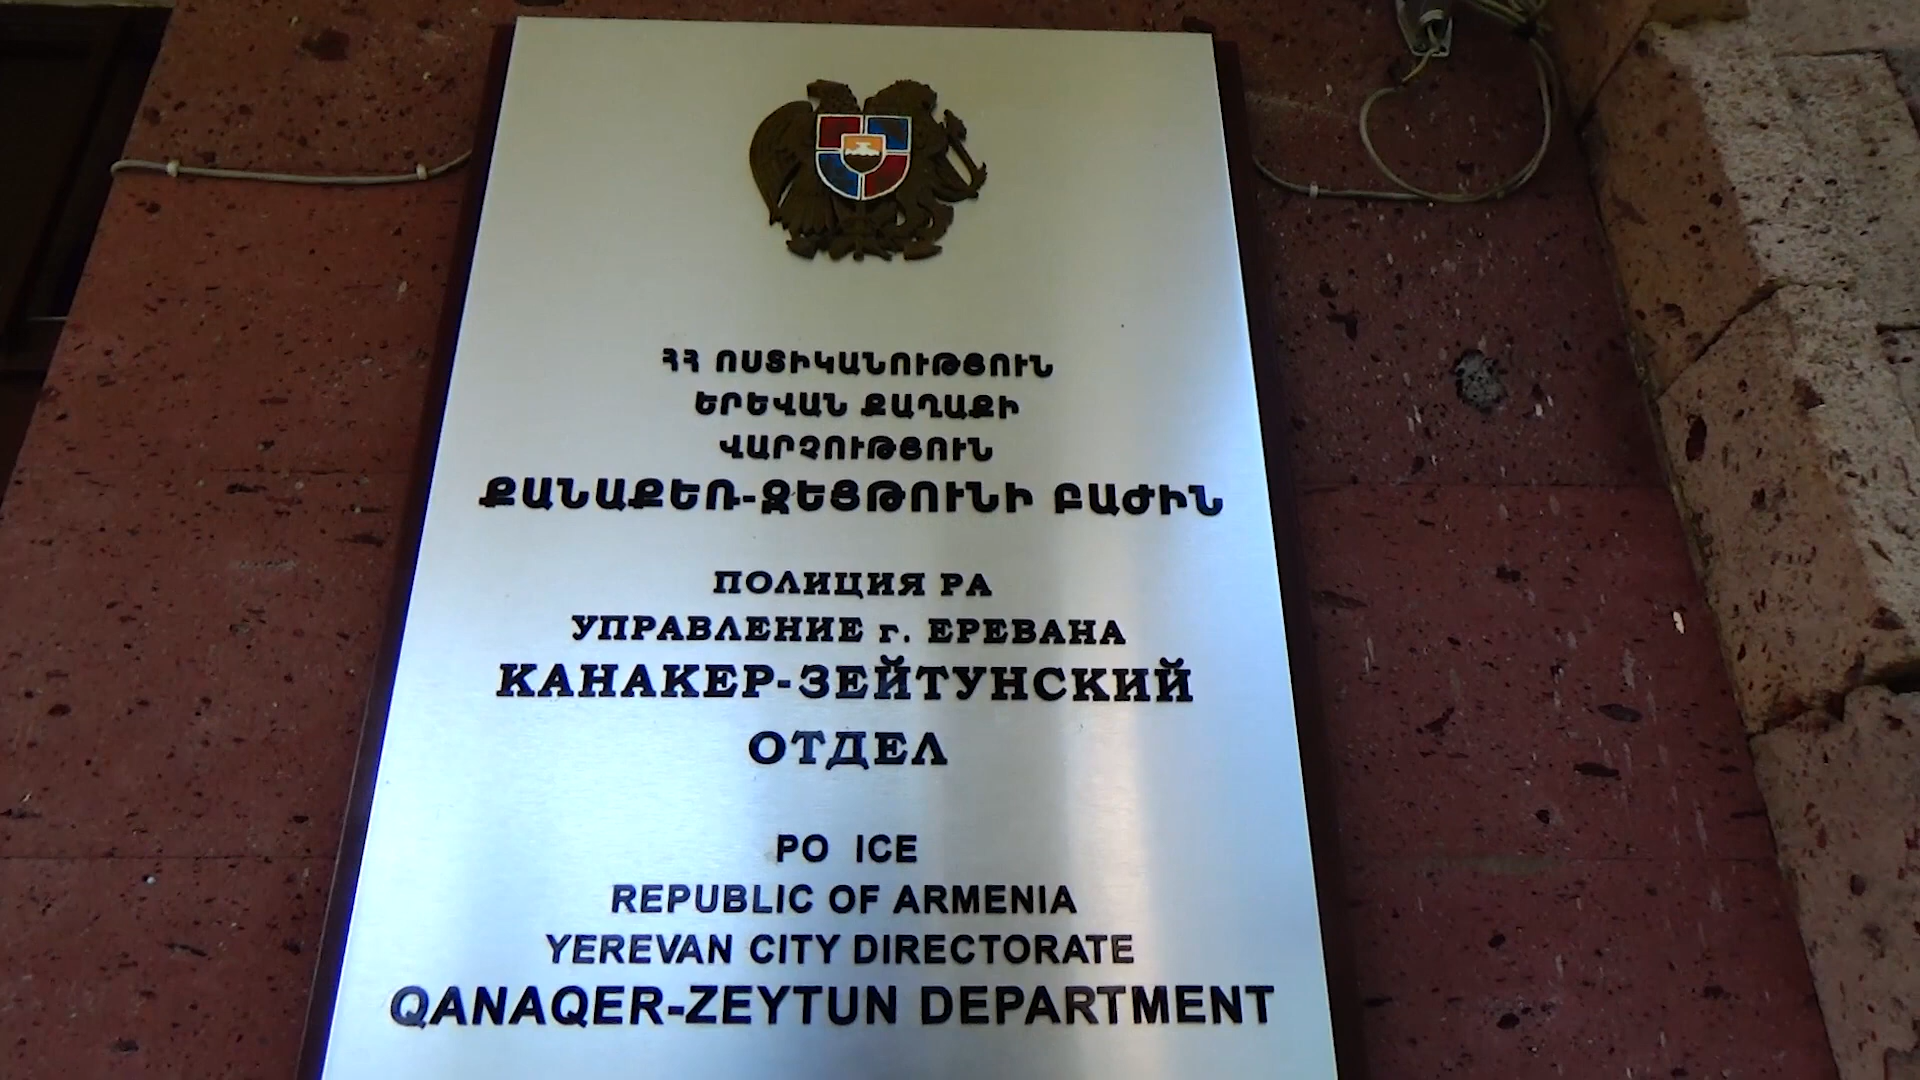 ՀՀ ՈՍՏԻԿԱՆՈՒԹՅՈՒՆ
ԵՐԵՎԱՆ ՔԱՂԱՔԻ
ՎԱՐՉՈՒԹՅՈՒՆ
ՔԱՆԱՔԵՌ-ԶԵՅԹՈՒՆԻ ԲԱԺԻՆ
ПОЛИЦИЯ РА
УПРАВЛЕНИЕ г. ЕРЕВАНА
КАНАКЕР-ЗЕЙТУНСКИЙ
ОТДЕЛ
PO ICE
REPUBLIC OF ARMENIA
YEREVAN CITY DIRECTORATE
QANAQER-ZEYTUN DEPARTMENT